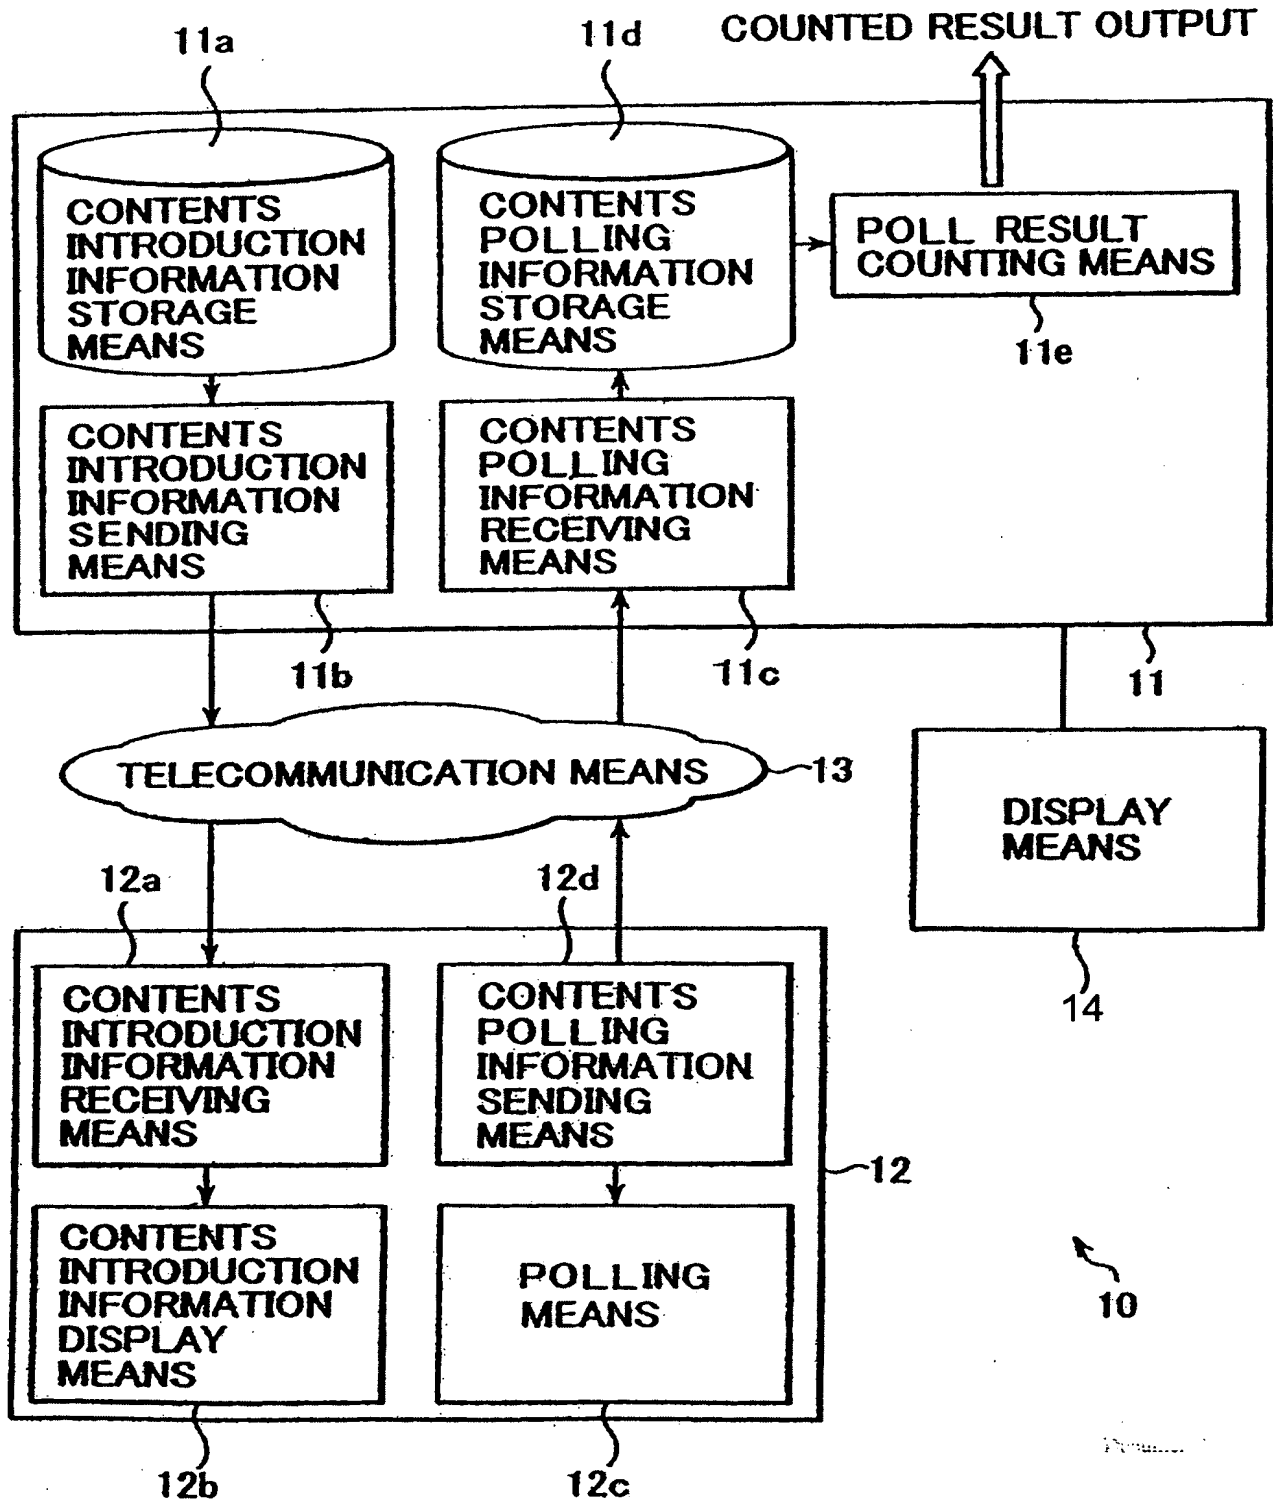 COUNTED RESULT OUTPUT
11a
11d
CONTENTS
INTRODUCTION
INFORMATION
STORAGE
MEANS
CONTENTS
POLLING
INFORMATION
STORAGE
MEANS
POLL RESULT
COUNTING MEANS
11e
CONTENTS
INTRODUCTION
INFORMATION
SENDING
MEANS
CONTENTS
POLLING
INFORMATION
RECEIVING
MEANS
11b
11c
11
TELECOMMUNICATION MEANS
13
DISPLAY
MEANS
14
12a
12d
CONTENTS
INTRODUCTION
INFORMATION
RECEIVING
MEANS
CONTENTS
POLLING
INFORMATION
SENDING
MEANS
12
CONTENTS
INTRODUCTION
INFORMATION
DISPLAY
MEANS
POLLING
MEANS
10
12b
12c